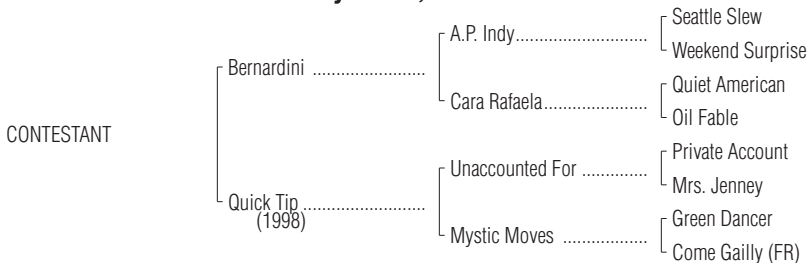 Seattle Slew
A.P. Indy
Weekend Surprise
Bernardini
Quiet American
Cara Rafaela
Oil Fable
CONTESTANT
Private Account
Unaccounted For
Mrs. Jenney
Quick Tip
(1998)
Green Dancer
Mystic Moves
Come Gailly (FR)